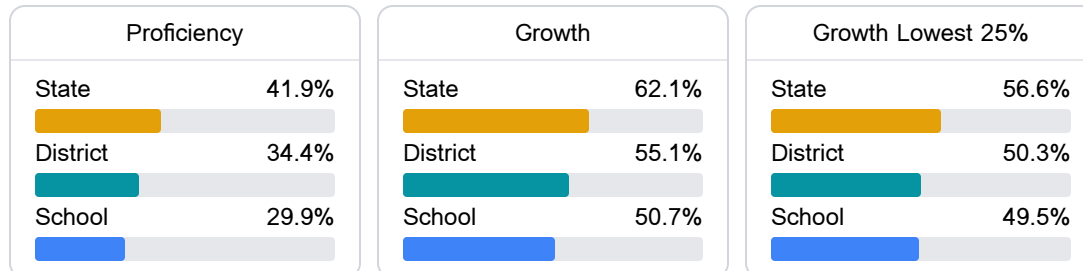 Proficiency
State 41.9%
District 34.4%
School 29.9%
Growth
State 62.1%
District 55.1%
School 50.7%
Growth Lowest 25%
State 56.6%
District 50.3%
School 49.5%